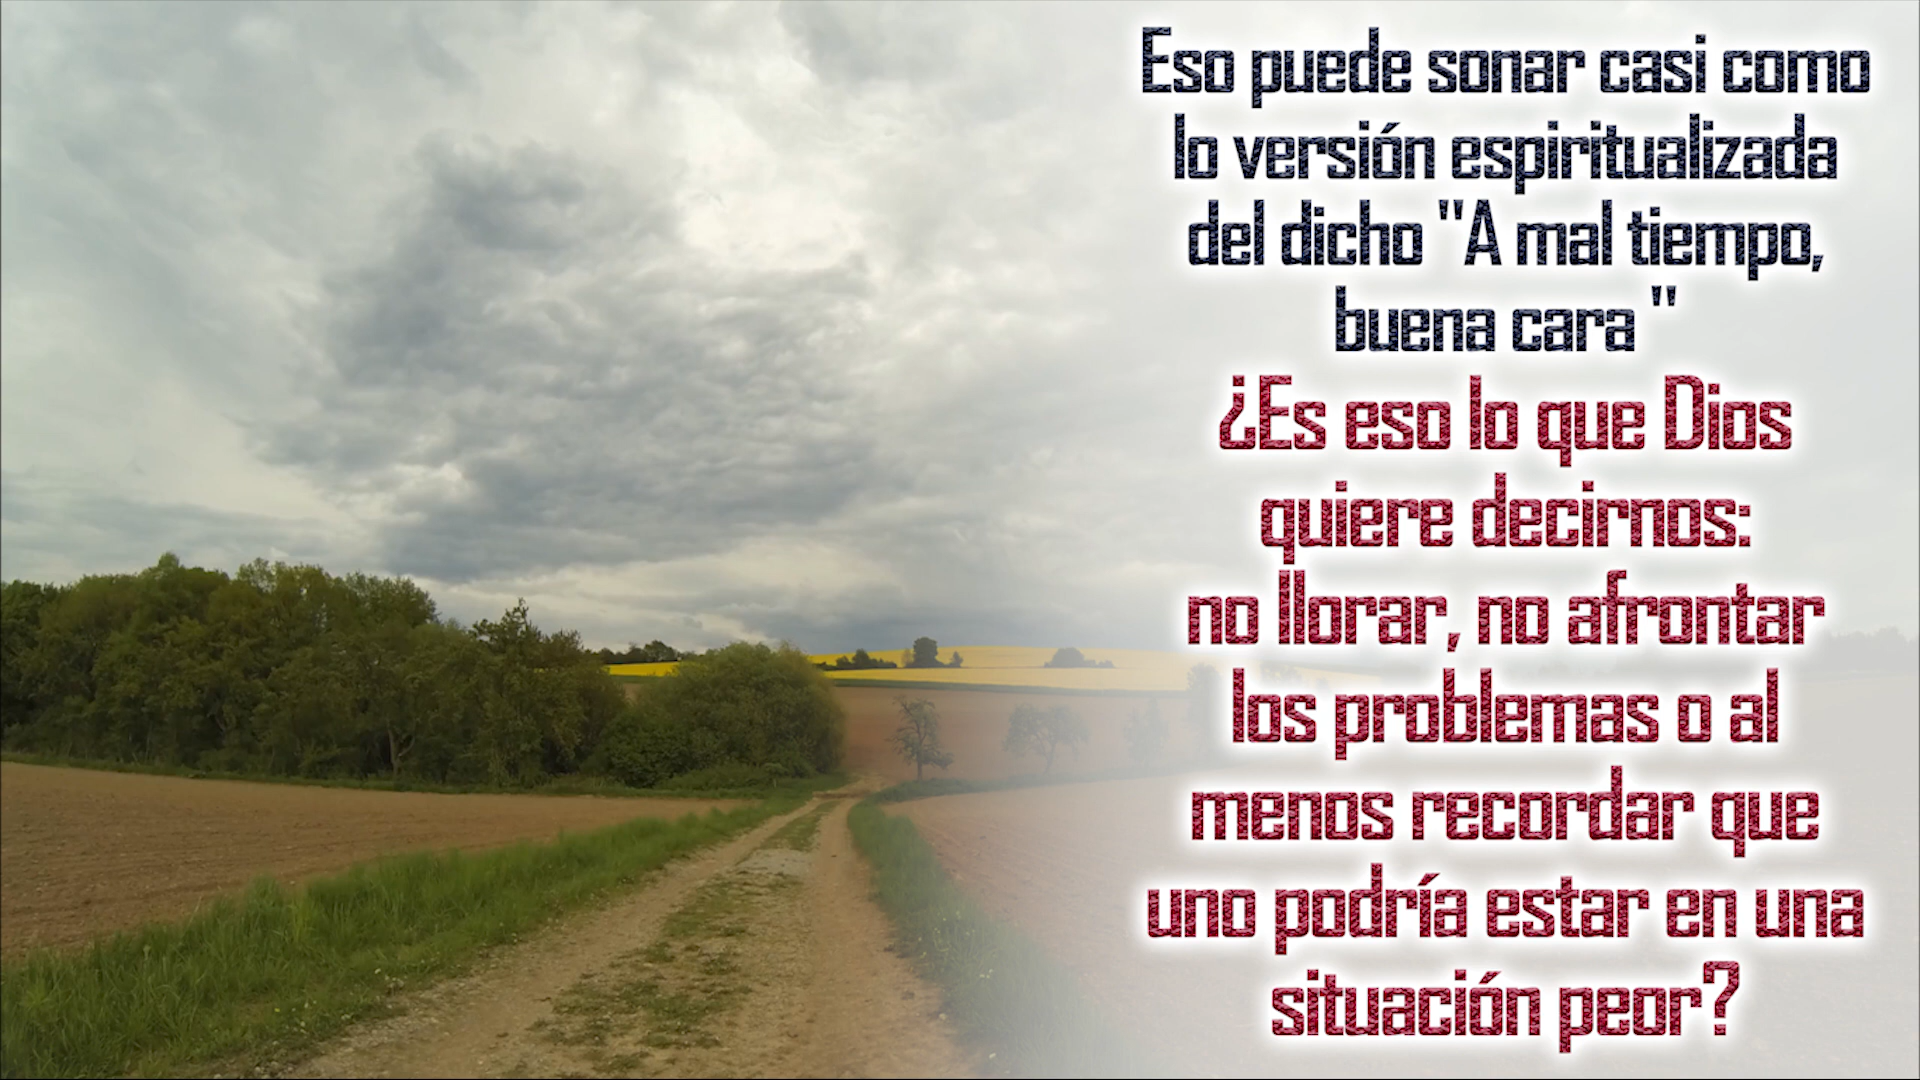 Eso puede sonar casi como
lo versión espiritualizada
del dicho "A mal tiempo,
buena cara "
¿Es eso lo que Dios
quiere decirnos:
no llorar, no afrontar
los problemas o al
menos recordar que
uno podría estar en una
situación peor?